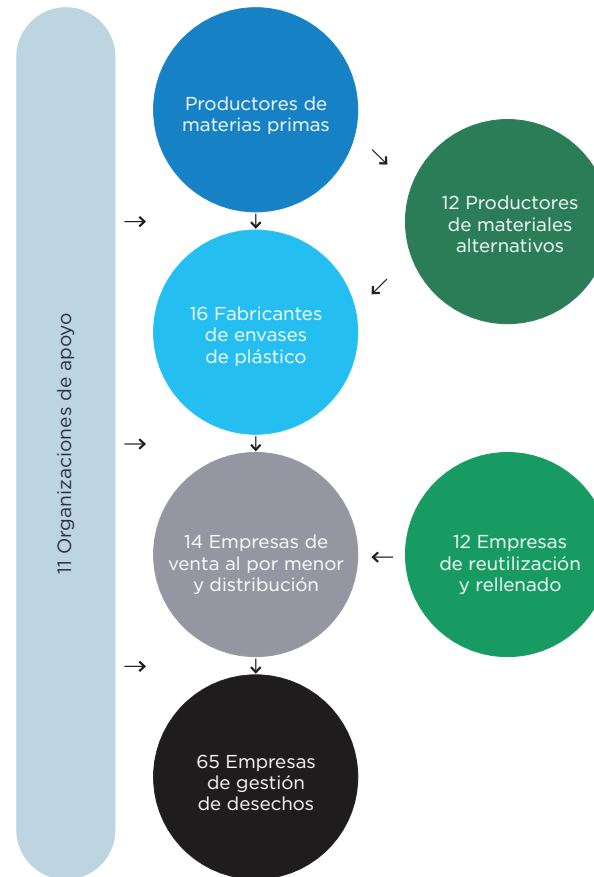 Productores de
materias primas
12 Productores
de materiales
alternativos
16 Fabricantes
de envases
de plástico
11 Organizaciones de apoyo
14 Empresas de
venta al por menor
y distribución
12 Empresas
de reutilización
y rellenado
65 Empresas
de gestión
de desechos